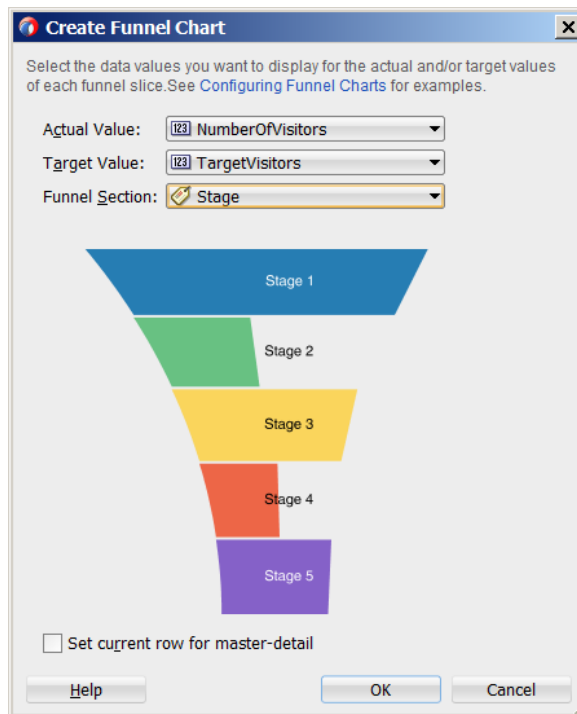 Create Funnel Chart
Select the data values you want to display for the actual and/or target values
of each funnel slice.See Configuring Funnel Charts for examples.
Actual Value: 123 NumberOfVisitors
Target Value: 123 TargetVisitors
Funnel Section: Stage
Stage 1
Stage 2
Stage 3
Stage 4
Stage 5
Set current row for master-detail
Help OK Cancel